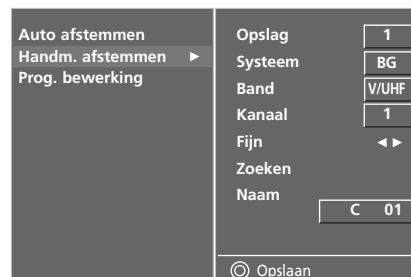 Auto afstemmen
Handm. afstemmen ►
Prog. bewerking
Opslag 1
Systeem BG
Band V/UHF
Kanaal 1
Fijn ◄►
Zoeken
Naam
C 01
Opslaan